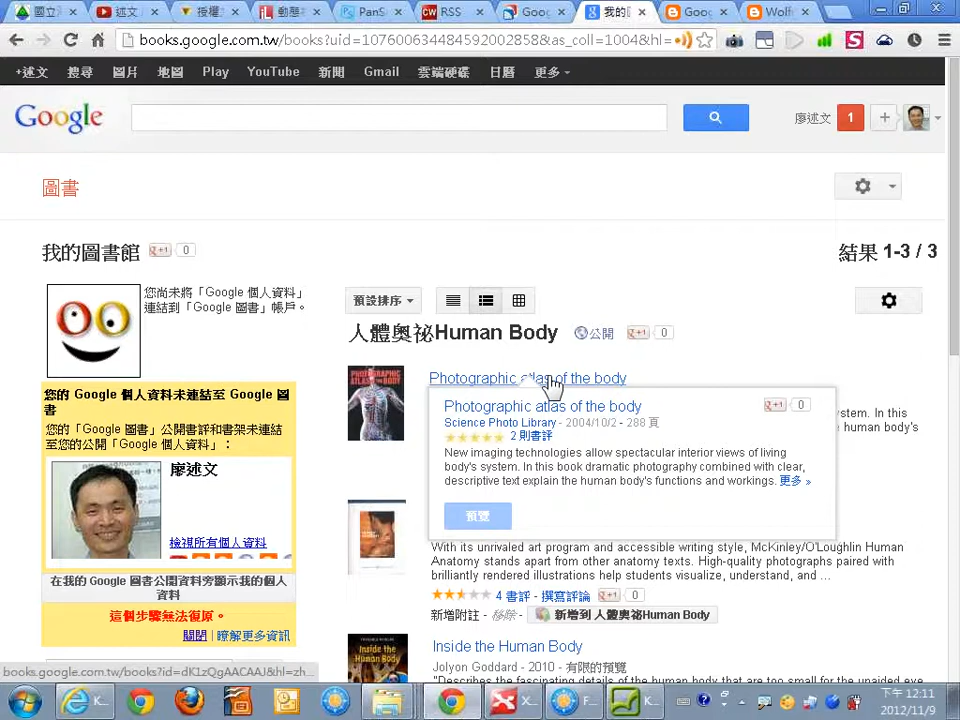 國立
述文
授權
動態
PanS
RSS
Goog
我的
Goog
Wolf
books.google.com.tw/books?uid=107600634484592002858&as_coll=1004&hl=
+述文 搜尋 圖片 地圖 Play YouTube 新聞 Gmail 雲端硬碟 日曆 更多
Google
廖述文 1 +
圖書
我的圖書館 +1 0
結果 1-3 / 3
您尚未將「Google 個人資料」
連結到「Google 圖書」帳戶。
您的 Google 個人資料未連結至 Google 圖
書
您的「Google 圖書」公開書評和書架未連結
至您的公開「Google 個人資料」：
廖述文
檢視所有個人資料
在我的 Google 圖書公開資料旁顯示我的個人
資料
這個步驟無法復原。
關閉 | 瞭解更多資訊
預設排序
人體奧祕Human Body 公開 +1 0
PHOTOGRAPHIC
ATLAS OF THE BODY
Photographic atlas of the body
ystem. In this
human body's
Photographic atlas of the body +1 0
Science Photo Library - 2004/10/2 - 288 頁
2 則書評
New imaging technologies allow spectacular interior views of living
body's system. In this book dramatic photography combined with clear,
descriptive text explain the human body's functions and workings. 更多 »
預覽
With its unrivaled art program and accessible writing style, McKinley/O'Loughlin Human
Anatomy stands apart from other anatomy texts. High-quality photographs paired with
brilliantly rendered illustrations help students visualize, understand, and ...
4 書評 - 撰寫評論 +1 0
新增附註 - 移除 - 新增到 人體奧祕Human Body
Inside the
Human Body
Inside the Human Body
Jolyon Goddard - 2010 - 有限的預覽
"Describes the fascinating details of the human body that are too small for the human eye
books.google.com.tw/books?id=dK1zQgAACAAJ&hl=zh...
K...
X...
F...
K...
下午 12:11
2012/11/9